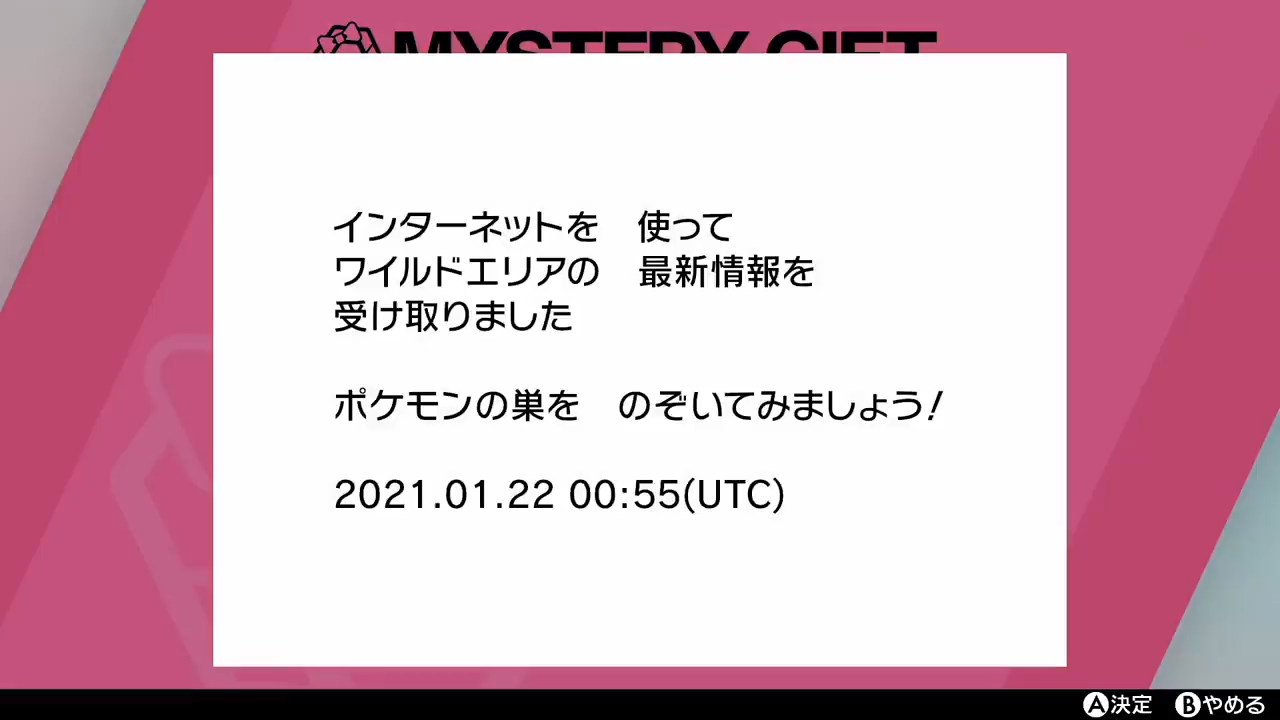 MYSTERY GIFT
インターネットを　使って
ワイルドエリアの　最新情報を
受け取りました
ポケモンの巣を　のぞいてみましょう！
2021.01.22 00:55(UTC)
A決定 Bやめる